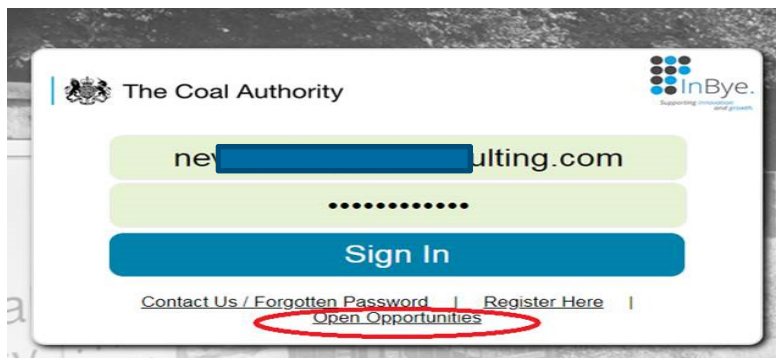 The Coal Authority
InBye.
Supporting innovation
and growth.
ulting.com
••••••••••••
Sign In
Contact Us / Forgotten Password | Register Here |
Open Opportunities